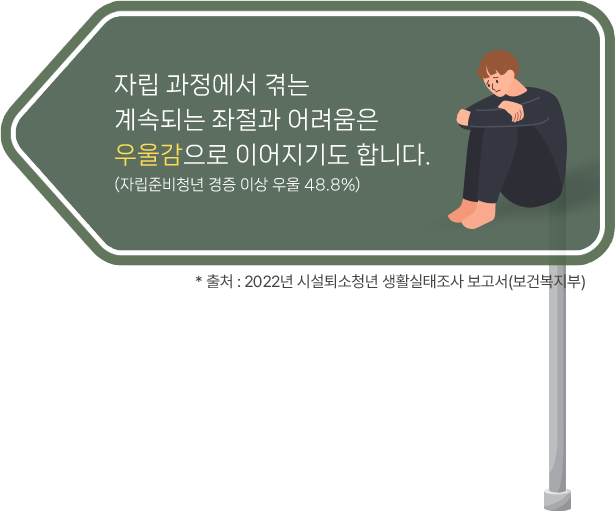 자립 과정에서 겪는
계속되는 좌절과 어려움은
우울감으로 이어지기도 합니다.
(자립준비청년 경증 이상 우울 48.8%)
* 출처 : 2022년 시설퇴소청년 생활실태조사 보고서(보건복지부)